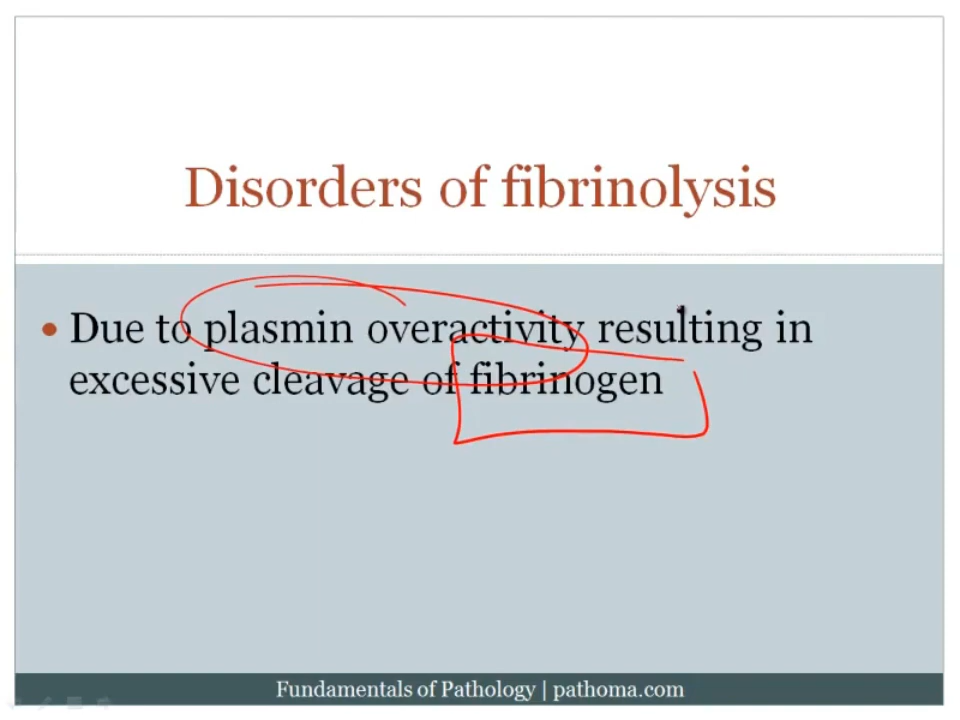 Disorders of fibrinolysis
• Due to plasmin overactivity resulting in
excessive cleavage of fibrinogen
Fundamentals of Pathology | pathoma.com